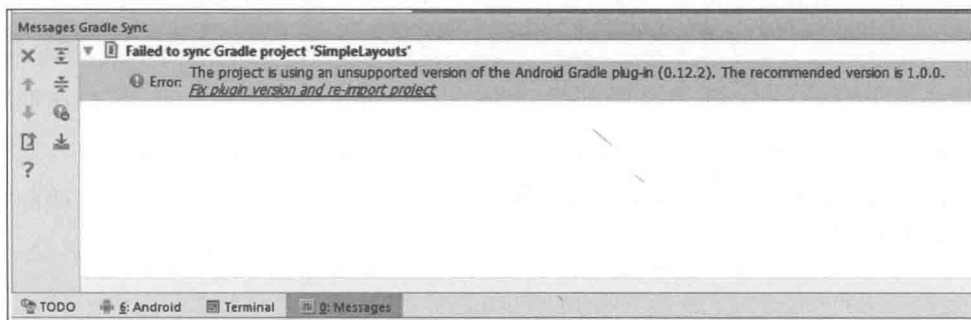 Messages Gradle Sync
Failed to sync Gradle project 'SimpleLayouts'
Error: The project is using an unsupported version of the Android Gradle plug-in (0.12.2). The recommended version is 1.0.0.
Fix plugin version and re-import project
?
TODO 6: Android Terminal 0: Messages